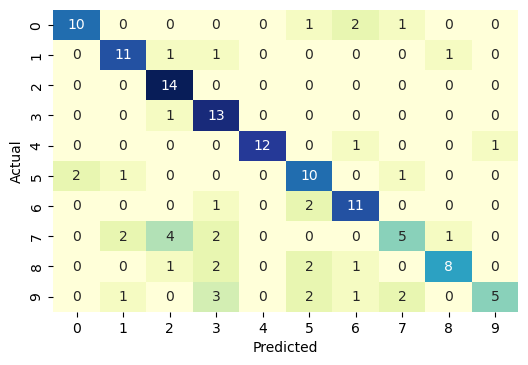 0 10 0 0 0 0 1 2 1 0 0
1 0 11 1 1 0 0 0 0 1 0
2 0 0 14 0 0 0 0 0 0 0
3 0 0 1 13 0 0 0 0 0 0
4 0 0 0 0 12 0 1 0 0 1
5 2 1 0 0 0 10 0 1 0 0
6 0 0 0 1 0 2 11 0 0 0
7 0 2 4 2 0 0 0 5 1 0
8 0 0 1 2 0 2 1 0 8 0
9 0 1 0 3 0 2 1 2 0 5
0 1 2 3 4 5 6 7 8 9
Predicted
Actual